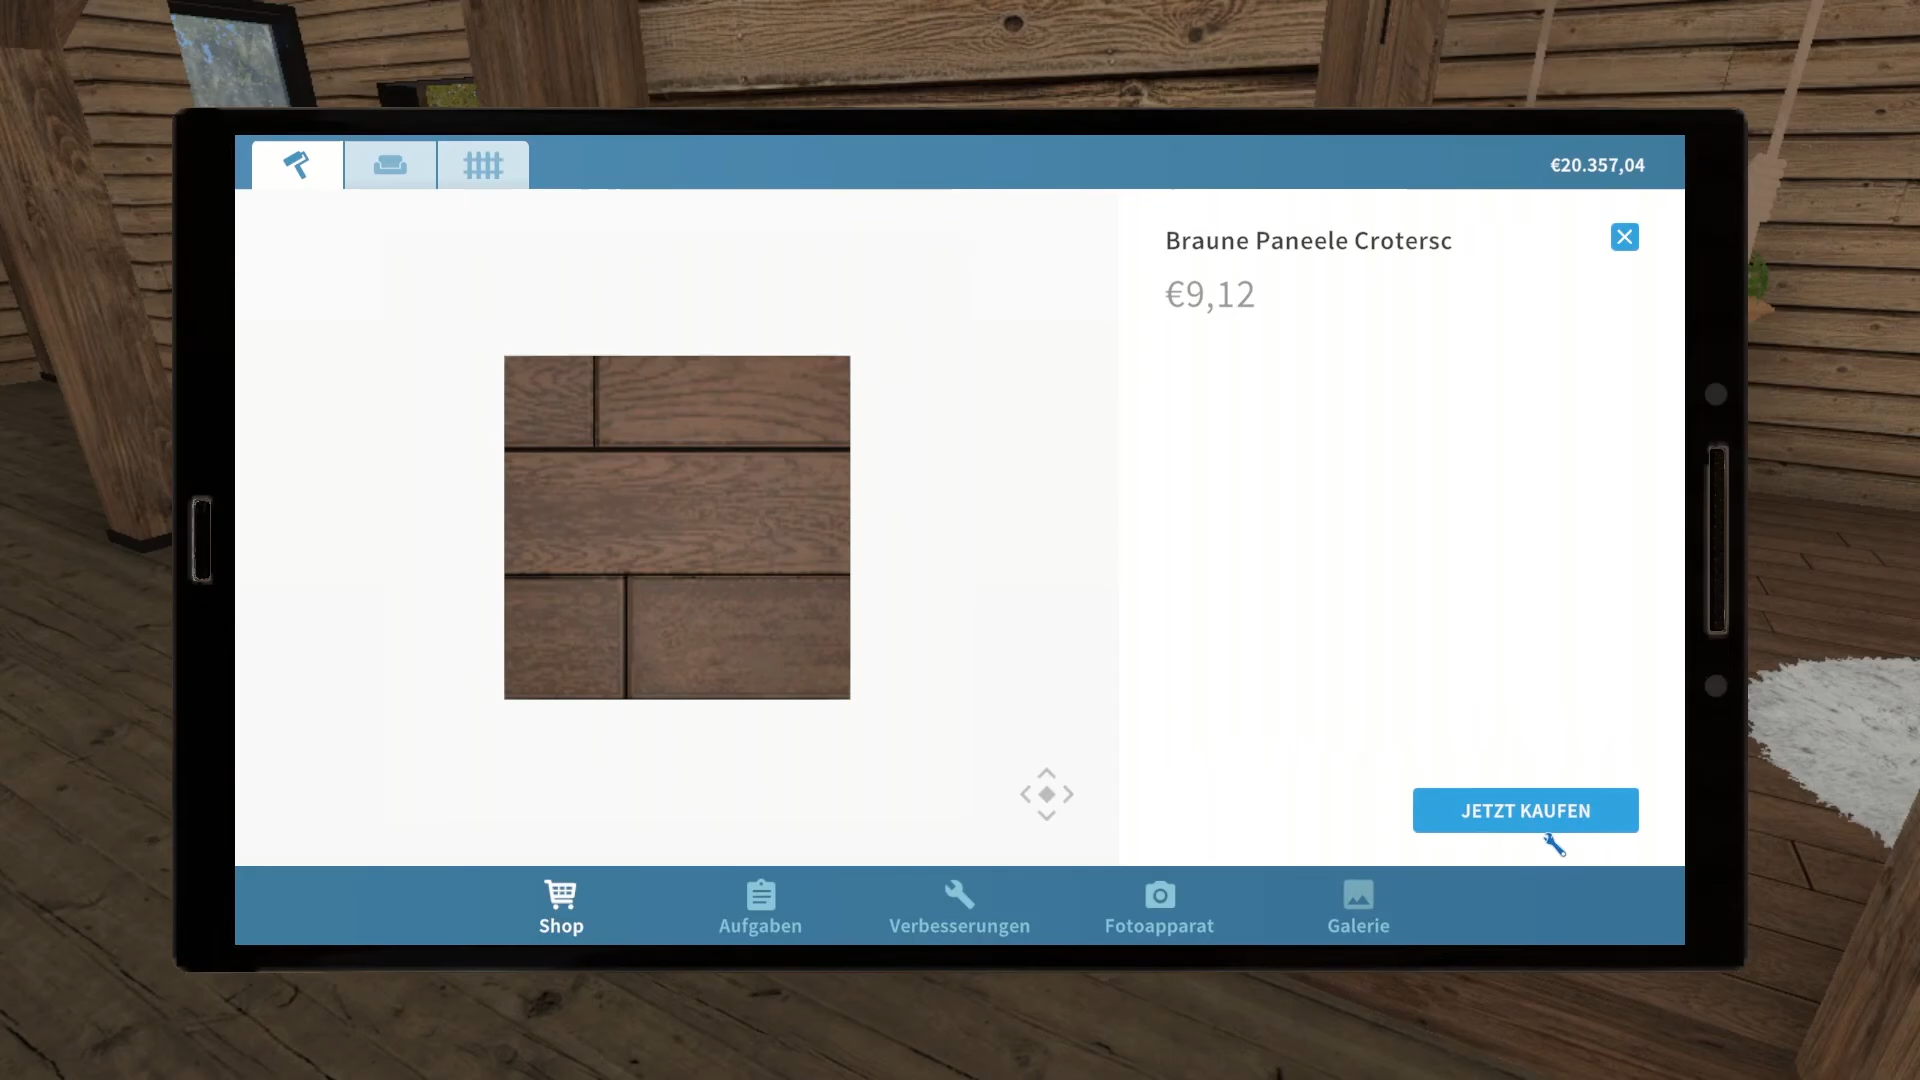 €20.357,04
Braune Paneele Crotersc
€9,12
JETZT KAUFEN
Shop
Aufgaben
Verbesserungen
Fotoapparat
Galerie